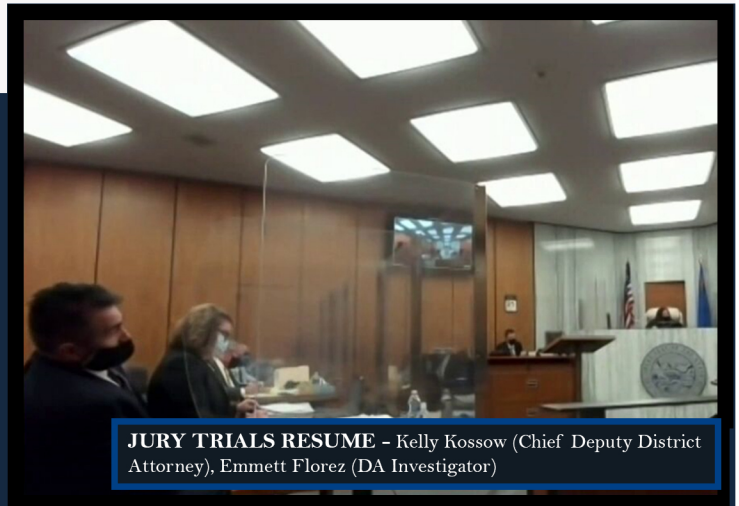 JURY TRIALS RESUME – Kelly Kossow (Chief Deputy District
Attorney), Emmett Florez (DA Investigator)